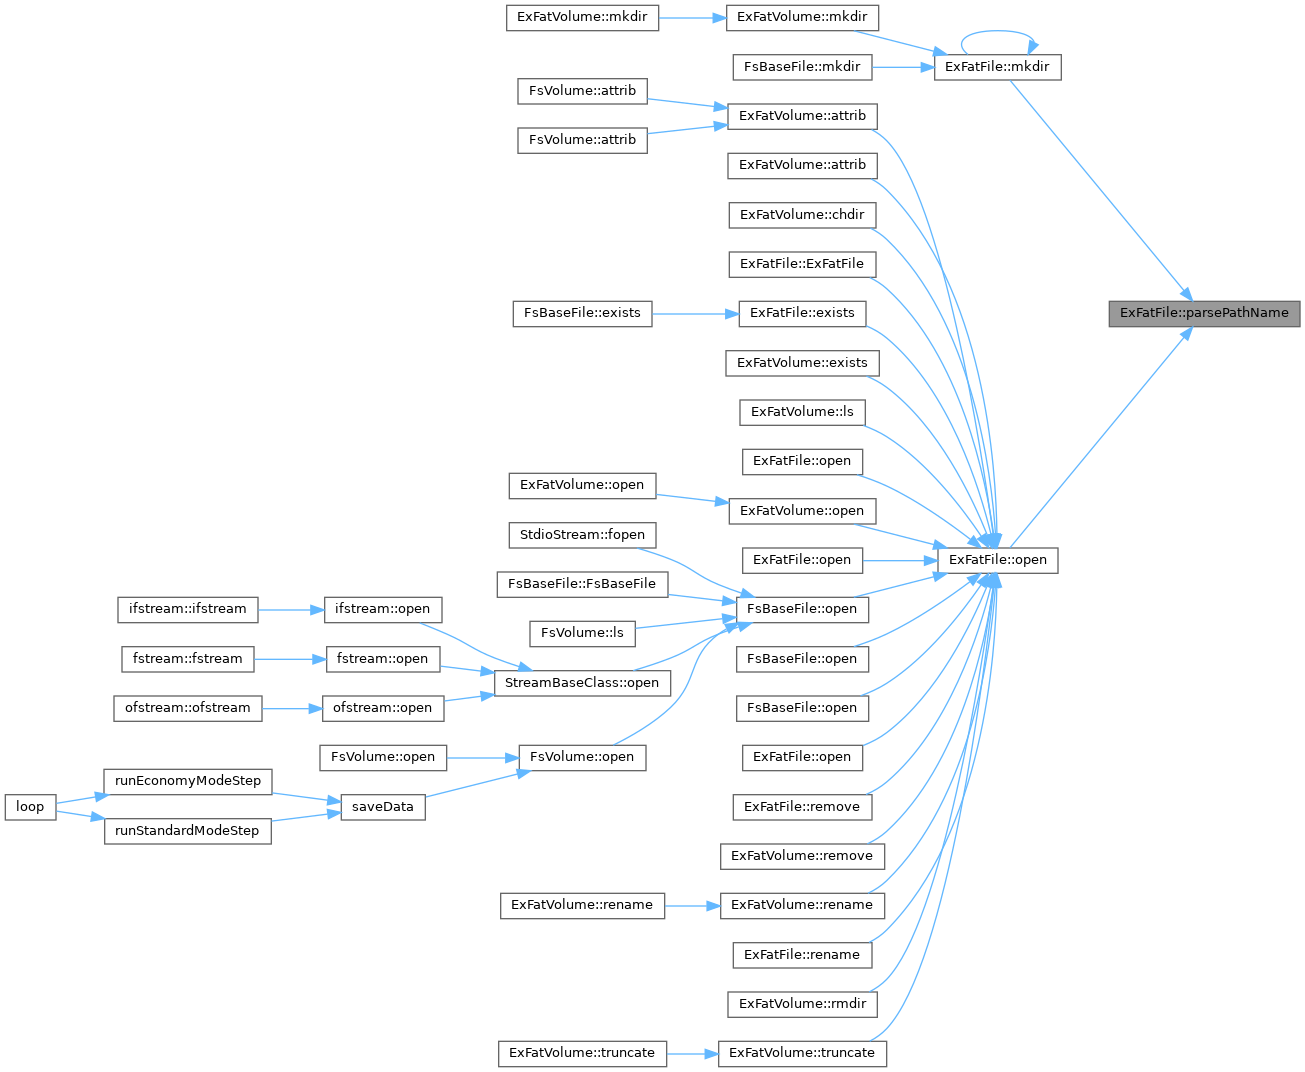 ExFatVolume::mkdir
ExFatVolume::mkdir
FsBaseFile::mkdir
ExFatFile::mkdir
FsVolume::attrib
ExFatVolume::attrib
FsVolume::attrib
ExFatVolume::attrib
ExFatVolume::chdir
ExFatFile::ExFatFile
FsBaseFile::exists
ExFatFile::exists
ExFatFile::parsePathName
ExFatVolume::exists
ExFatVolume::ls
ExFatFile::open
ExFatVolume::open
ExFatVolume::open
StdioStream::fopen
ExFatFile::open
ExFatFile::open
FsBaseFile::FsBaseFile
ifstream::ifstream
ifstream::open
FsBaseFile::open
FsVolume::ls
fstream::fstream
fstream::open
FsBaseFile::open
StreamBaseClass::open
ofstream::ofstream
ofstream::open
FsBaseFile::open
FsVolume::open
FsVolume::open
ExFatFile::open
runEconomyModeStep
loop
saveData
ExFatFile::remove
runStandardModeStep
ExFatVolume::remove
ExFatVolume::rename
ExFatVolume::rename
ExFatFile::rename
ExFatVolume::rmdir
ExFatVolume::truncate
ExFatVolume::truncate